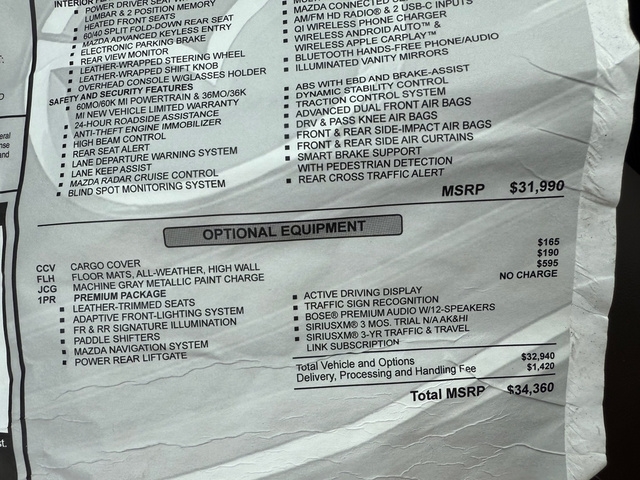 POWER DRIVER SEAT
LUMBAR & 2 POSITION MEMORY
HEATED FRONT SEATS
60/40 SPLIT FOLD-DOWN REAR SEAT
MAZDA ADVANCED KEYLESS ENTRY
ELECTRONIC PARKING BRAKE
REAR VIEW MONITOR
LEATHER-WRAPPED STEERING WHEEL
LEATHER-WRAPPED SHIFT KNOB
OVERHEAD CONSOLE W/GLASSES HOLDER
SAFETY AND SECURITY FEATURES
60MO/60K MI POWERTRAIN & 36MO/36K
MI NEW VEHICLE LIMITED WARRANTY
24-HOUR ROADSIDE ASSISTANCE
ANTI-THEFT ENGINE IMMOBILIZER
HIGH BEAM CONTROL
REAR SEAT ALERT
LANE DEPARTURE WARNING SYSTEM
LANE KEEP ASSIST
MAZDA RADAR CRUISE CONTROL
BLIND SPOT MONITORING SYSTEM
MAZDA CONNECTED
AM/FM HD RADIO® & 2 USB-C INPUTS
QI WIRELESS PHONE CHARGER
WIRELESS ANDROID AUTO™ &
WIRELESS APPLE CARPLAY™
BLUETOOTH HANDS-FREE PHONE/AUDIO
ILLUMINATED VANITY MIRRORS
ABS WITH EBD AND BRAKE-ASSIST
DYNAMIC STABILITY CONTROL
TRACTION CONTROL SYSTEM
ADVANCED DUAL FRONT AIR BAGS
DRV & PASS KNEE AIR BAGS
FRONT & REAR SIDE-IMPACT AIR BAGS
FRONT & REAR SIDE AIR CURTAINS
SMART BRAKE SUPPORT
WITH PEDESTRIAN DETECTION
REAR CROSS TRAFFIC ALERT
MSRP $31,990
OPTIONAL EQUIPMENT
CCV CARGO COVER $165
FLH FLOOR MATS, ALL-WEATHER, HIGH WALL $190
JCG MACHINE GRAY METALLIC PAINT CHARGE $595
1PR PREMIUM PACKAGE NO CHARGE
LEATHER-TRIMMED SEATS
ADAPTIVE FRONT-LIGHTING SYSTEM
FR & RR SIGNATURE ILLUMINATION
PADDLE SHIFTERS
MAZDA NAVIGATION SYSTEM
POWER REAR LIFTGATE
ACTIVE DRIVING DISPLAY
TRAFFIC SIGN RECOGNITION
BOSE® PREMIUM AUDIO W/12-SPEAKERS
SIRIUSXM® 3 MOS. TRIAL N/A AK&HI
SIRIUSXM® 3-YR TRAFFIC & TRAVEL
LINK SUBSCRIPTION
Total Vehicle and Options $32,940
Delivery, Processing and Handling Fee $1,420
Total MSRP $34,360